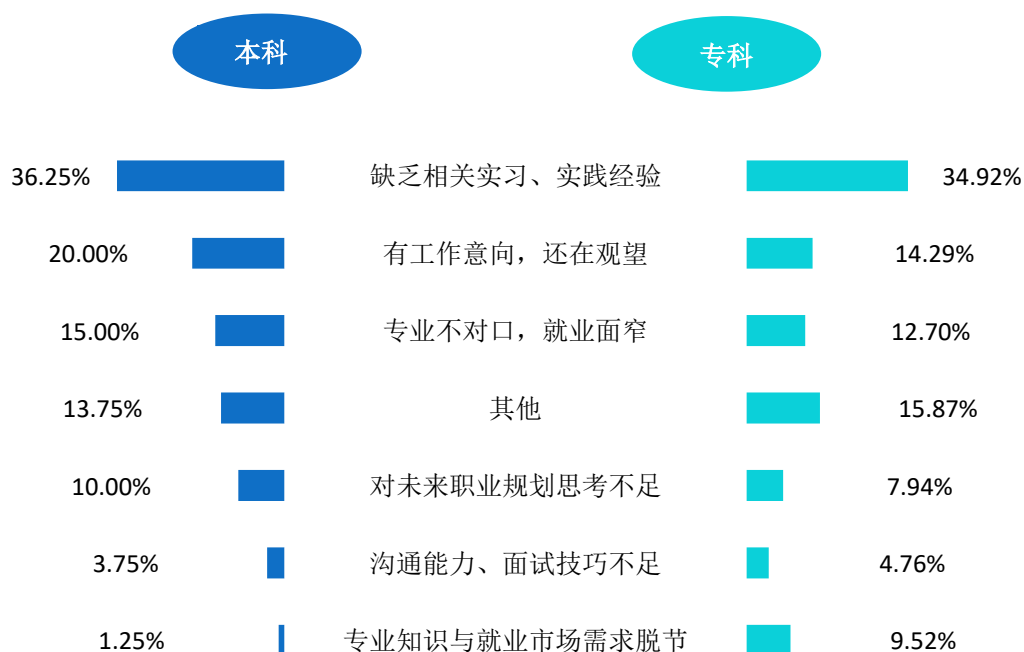 本科 专科
36.25% 缺乏相关实习、实践经验 34.92%
20.00% 有工作意向，还在观望 14.29%
15.00% 专业不对口，就业面窄 12.70%
13.75% 其他 15.87%
10.00% 对未来职业规划思考不足 7.94%
3.75% 沟通能力、面试技巧不足 4.76%
1.25% 专业知识与就业市场需求脱节 9.52%